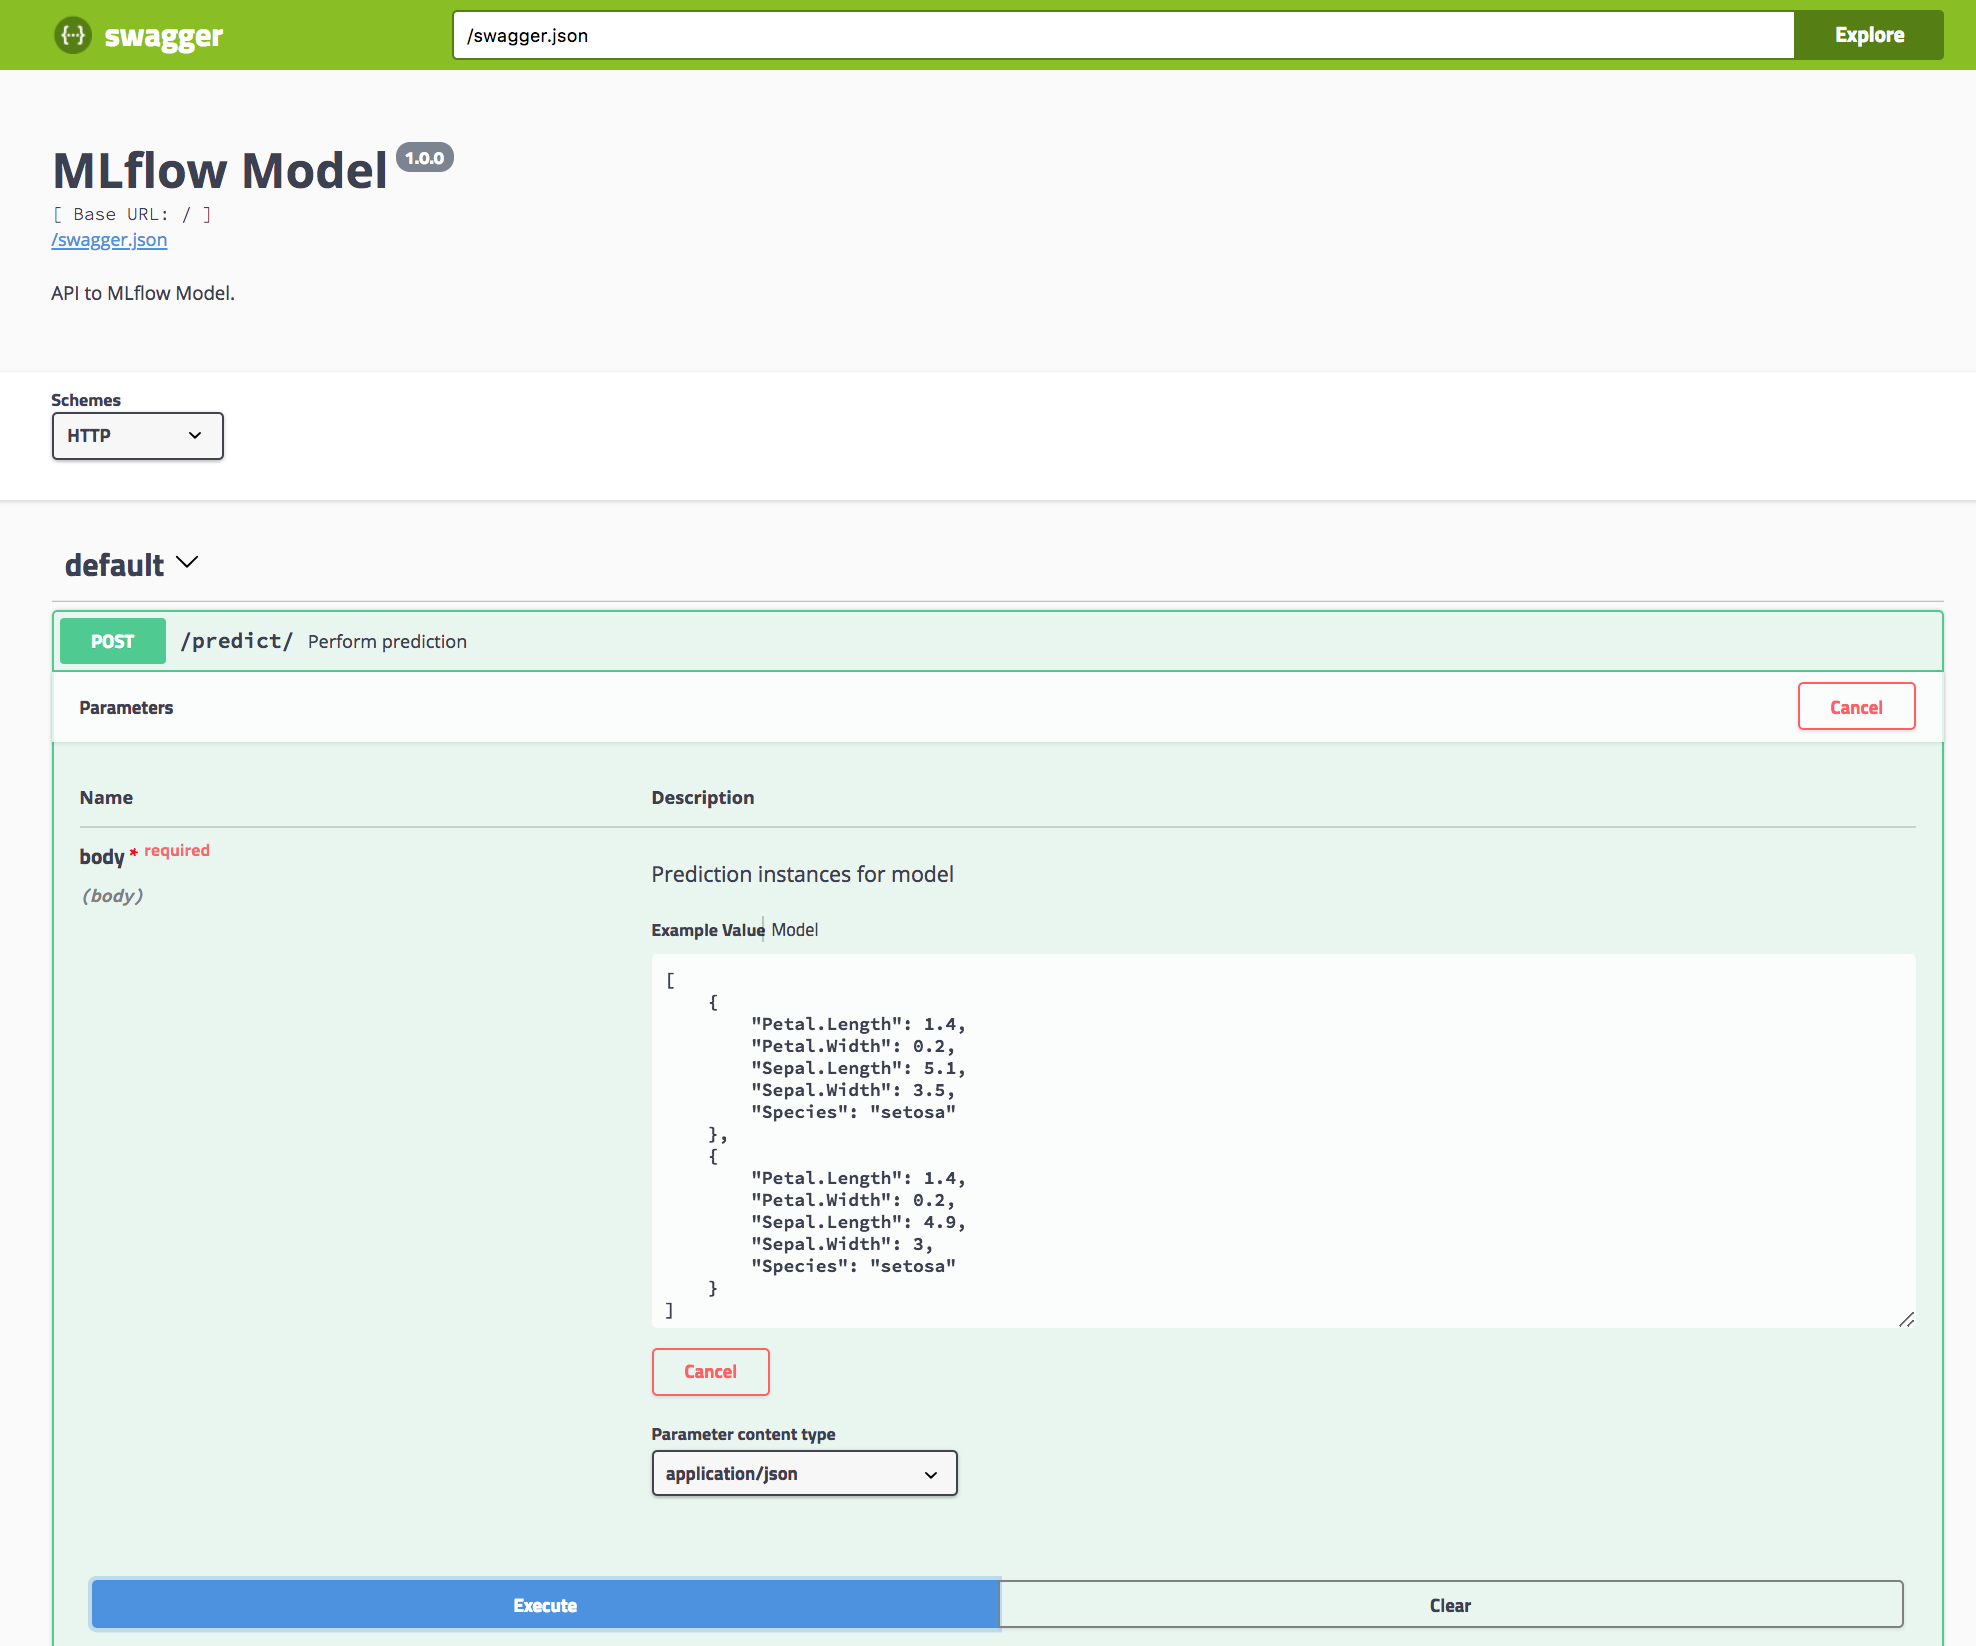 {...} swagger
/swagger.json
Explore
MLflow Model 1.0.0
[ Base URL: / ]
/swagger.json
API to MLflow Model.
Schemes
HTTP
default
POST /predict/ Perform prediction
Parameters
Cancel
Name Description
body * required
(body)
Prediction instances for model
Example Value Model
[
    {
        "Petal.Length": 1.4,
        "Petal.Width": 0.2,
        "Sepal.Length": 5.1,
        "Sepal.Width": 3.5,
        "Species": "setosa"
    },
    {
        "Petal.Length": 1.4,
        "Petal.Width": 0.2,
        "Sepal.Length": 4.9,
        "Sepal.Width": 3,
        "Species": "setosa"
    }
]
Cancel
Parameter content type
application/json
Execute
Clear